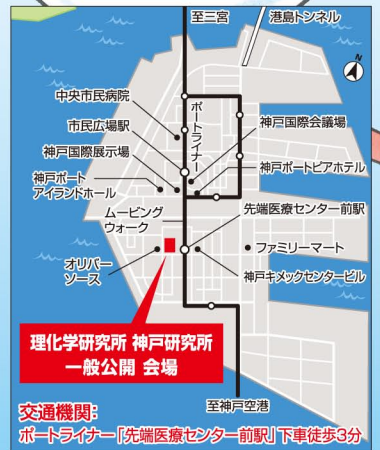 至三宮
港島トンネル
N
中央市民病院
ポートライナー
市民広場駅
神戸国際会議場
神戸国際展示場
神戸ポートピアホテル
神戸ポート
アイランドホール
ムービング
ウォーク
先端医療センター前駅
オリバー
ソース
ファミリーマート
神戸キメックセンタービル
理化学研究所 神戸研究所
一般公開 会場
至神戸空港
交通機関:
ポートライナー「先端医療センター前駅」下車徒歩3分